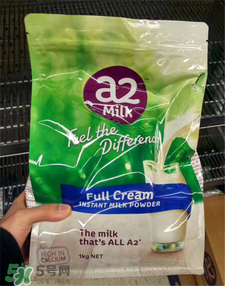 a2
Milk
Feel the
Difference
Full Cream
INSTANT MILK POWDER
The milk
that's ALL A2
1kg NET
HIGH IN
CALCIUM
5号网